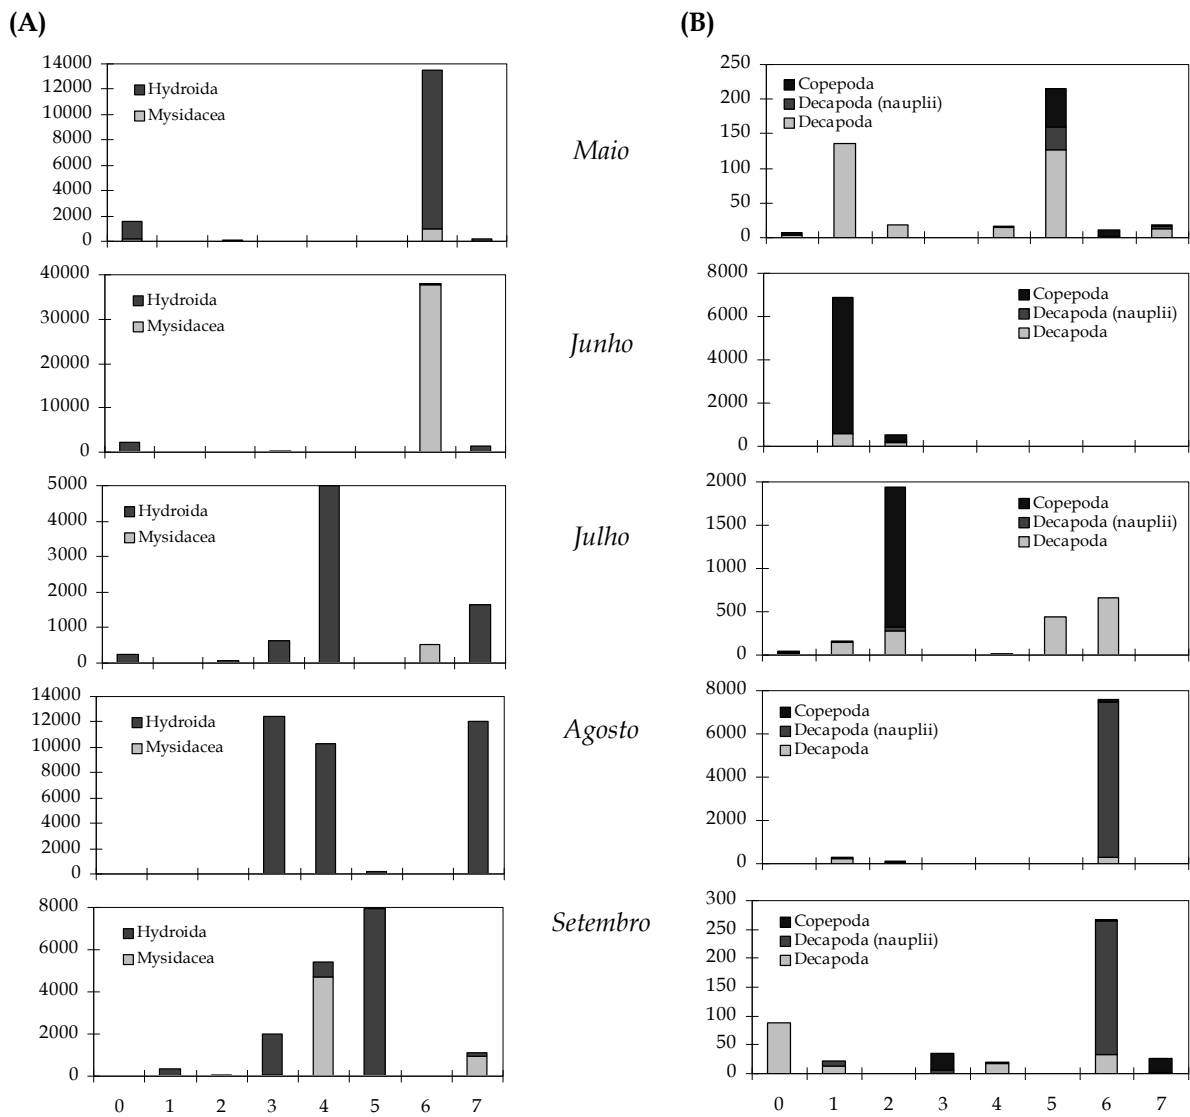 (A)
14000
12000
10000
8000
6000
4000
2000
0
Hydroida
Mysidacea
Maio
(B)
250
200
150
100
50
0
Copepoda
Decapoda (nauplii)
Decapoda
40000
30000
20000
10000
0
Hydroida
Mysidacea
Junho
8000
6000
4000
2000
0
Copepoda
Decapoda (nauplii)
Decapoda
5000
4000
3000
2000
1000
0
Hydroida
Mysidacea
Julho
2000
1500
1000
500
0
Copepoda
Decapoda (nauplii)
Decapoda
14000
12000
10000
8000
6000
4000
2000
0
Hydroida
Mysidacea
Agosto
8000
6000
4000
2000
0
Copepoda
Decapoda (nauplii)
Decapoda
8000
6000
4000
2000
0
Hydroida
Mysidacea
0 1 2 3 4 5 6 7
Setembro
300
250
200
150
100
50
0
Copepoda
Decapoda (nauplii)
Decapoda
0 1 2 3 4 5 6 7